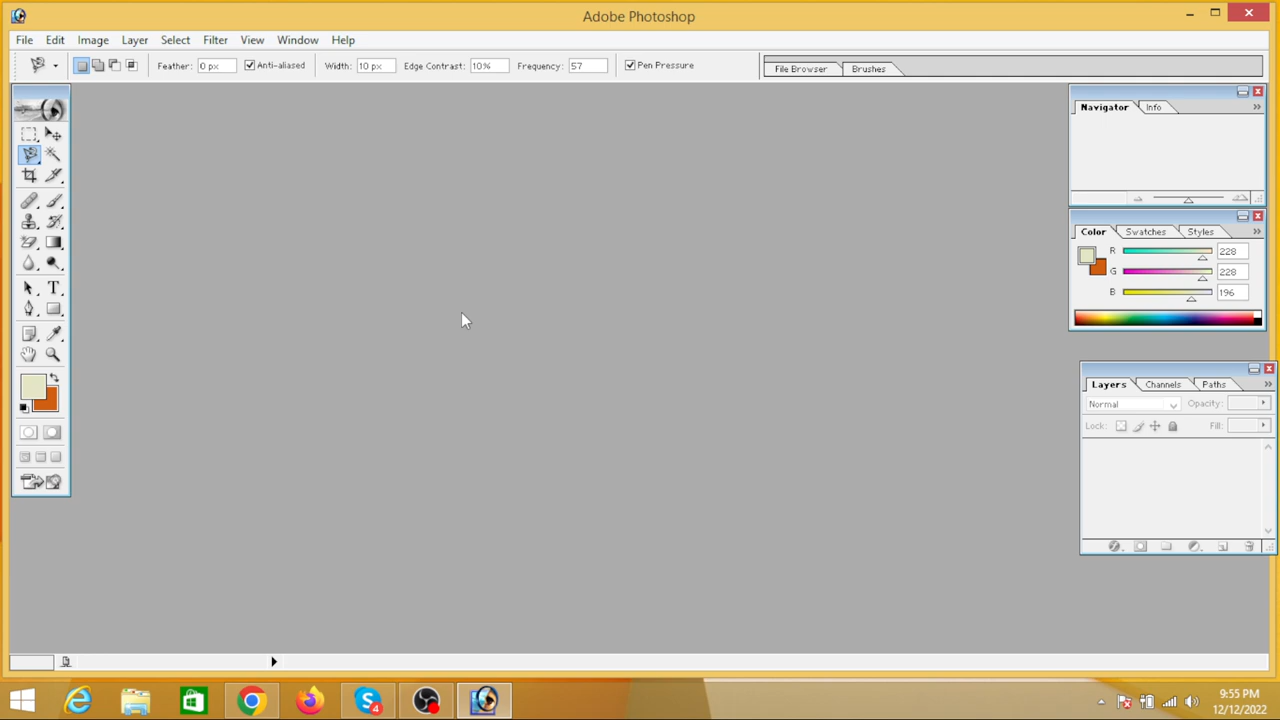 Adobe Photoshop
File Edit Image Layer Select Filter View Window Help
Feather: 0 px Anti-aliased Width: 10 px Edge Contrast: 10% Frequency: 57 Pen Pressure File Browser Brushes
Navigator Info
Color Swatches Styles
R 228
G 228
B 196
Layers Channels Paths
Normal Opacity:
Lock: Fill:
T
4
9:55 PM
12/12/2022